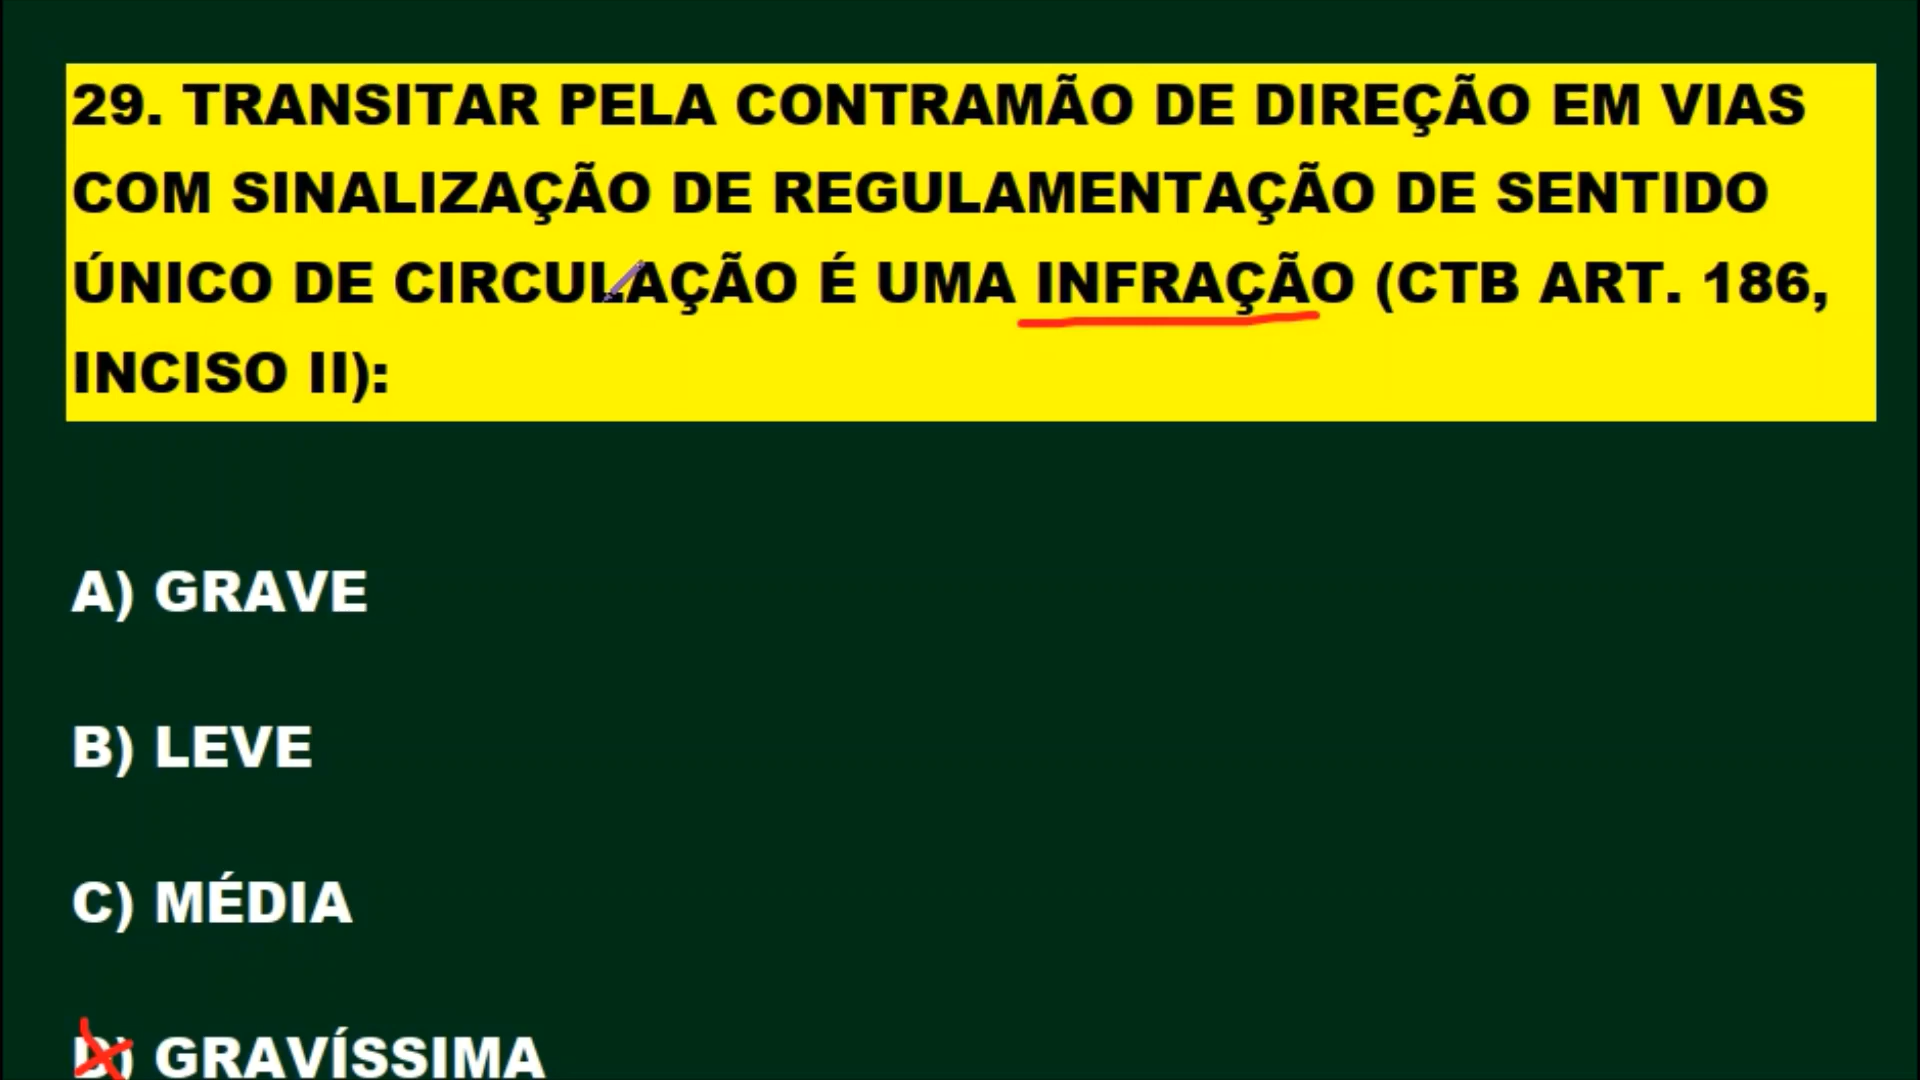 29. TRANSITAR PELA CONTRAMÃO DE DIREÇÃO EM VIAS
COM SINALIZAÇÃO DE REGULAMENTAÇÃO DE SENTIDO
ÚNICO DE CIRCULAÇÃO É UMA INFRAÇÃO (CTB ART. 186,
INCISO II):
A) GRAVE
B) LEVE
C) MÉDIA
D) GRAVÍSSIMA